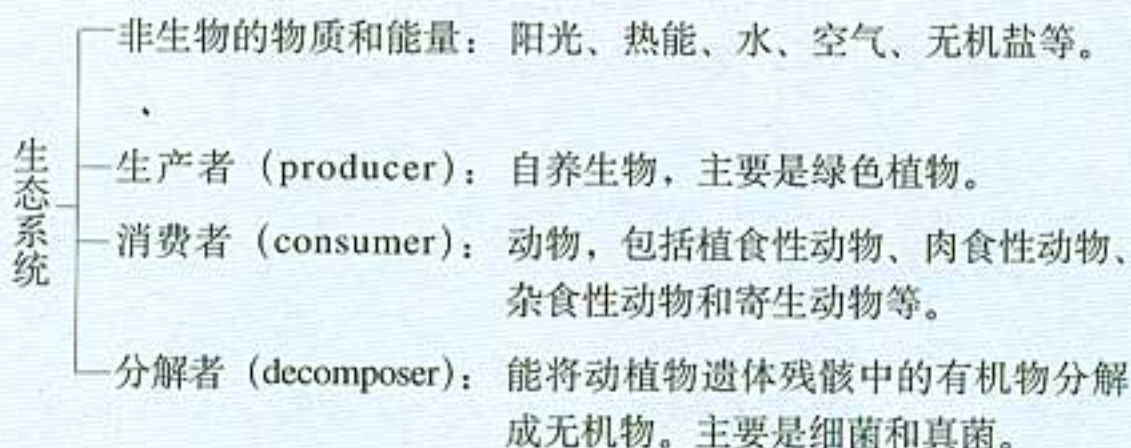 生态系统
非生物的物质和能量：阳光、热能、水、空气、无机盐等。
生产者（producer）：自养生物，主要是绿色植物。
消费者（consumer）：动物，包括植食性动物、肉食性动物、
杂食性动物和寄生动物等。
分解者（decomposer）：能将动植物遗体残骸中的有机物分解
成无机物。主要是细菌和真菌。